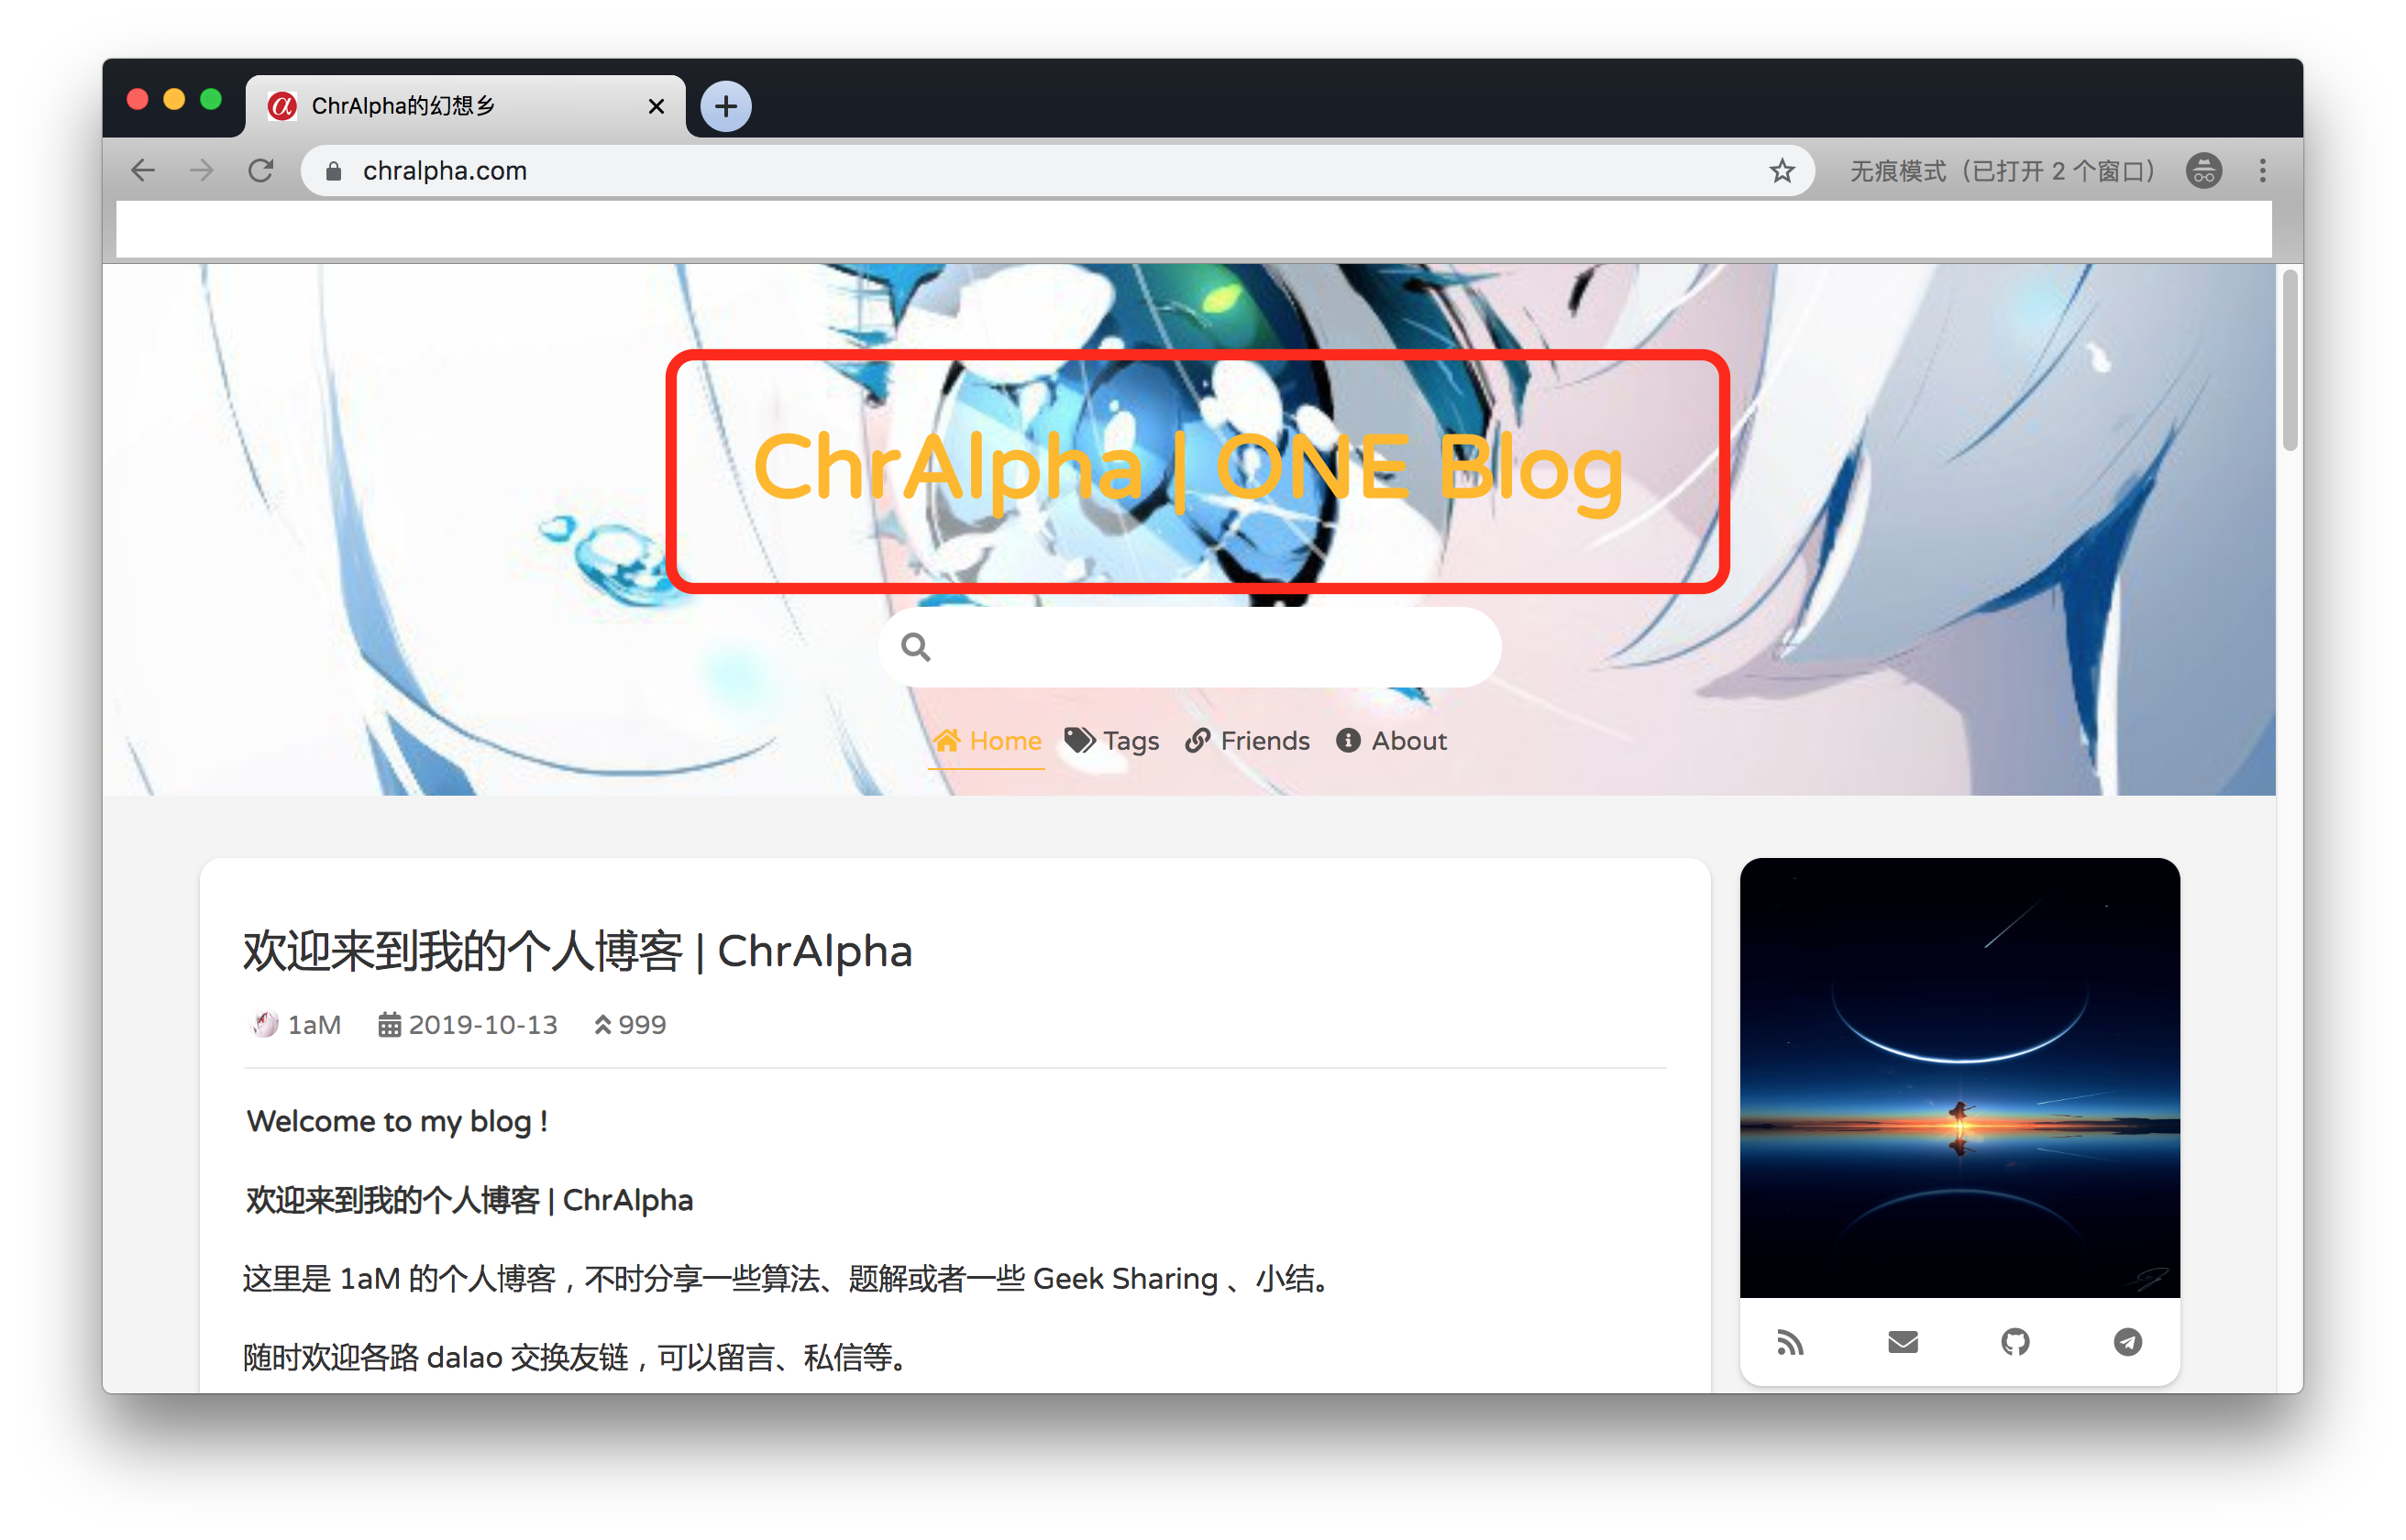 ChrAlpha的幻想乡
chralpha.com
无痕模式（已打开 2 个窗口）
ChrAlpha | ONE Blog
Home Tags Friends About
欢迎来到我的个人博客 | ChrAlpha
1aM 2019-10-13 999
Welcome to my blog !
欢迎来到我的个人博客 | ChrAlpha
这里是 1aM 的个人博客，不时分享一些算法、题解或者一些 Geek Sharing 、小结。
随时欢迎各路 dalao 交换友链，可以留言、私信等。